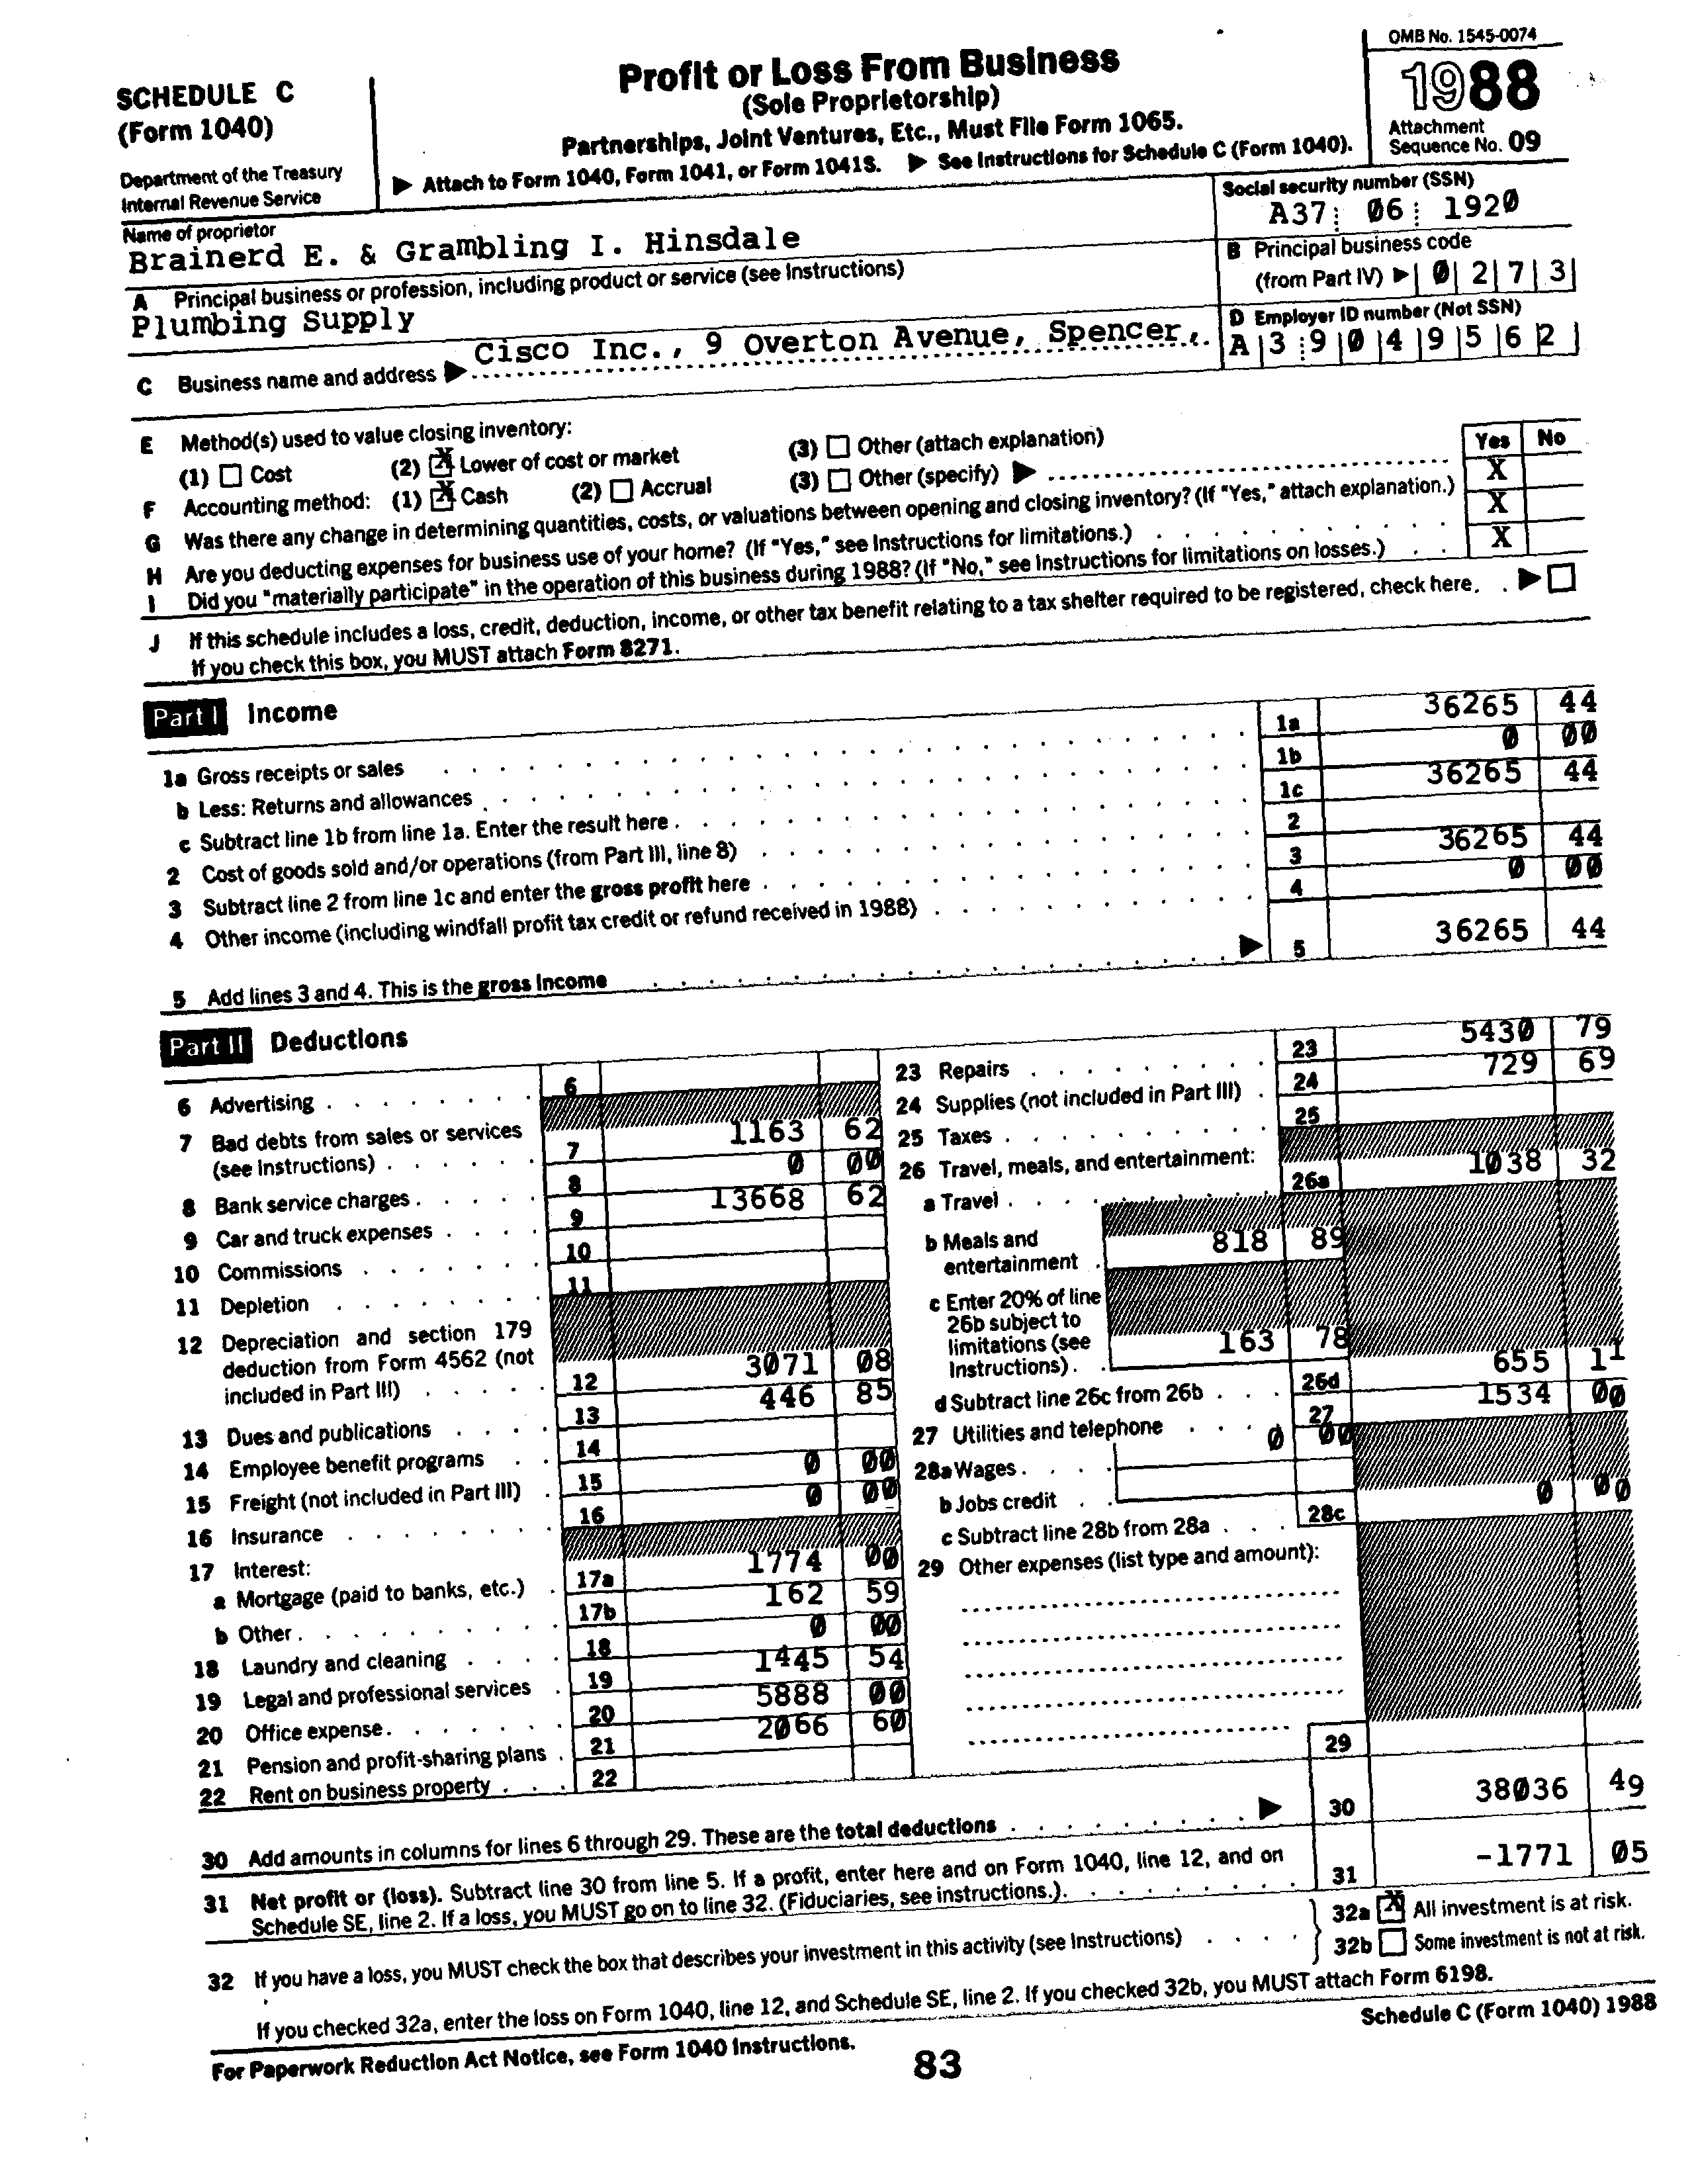 OMB No. 1545-0074
SCHEDULE C
(Form 1040)
Department of the Treasury
Internal Revenue Service
Profit or Loss From Business
(Sole Proprietorship)
Partnerships, Joint Ventures, Etc., Must File Form 1065.
▶ Attach to Form 1040, Form 1041, or Form 1041S. ▶ See Instructions for Schedule C (Form 1040).
1988
Attachment
Sequence No. 09
Name of proprietor
Brainerd E. & Grambling I. Hinsdale
Social security number (SSN)
A37 06 1920
A Principal business or profession, including product or service (see Instructions)
Plumbing Supply
B Principal business code
(from Part IV) ▶ 0 2 7 3
C Business name and address ▶ Cisco Inc., 9 Overton Avenue, Spencer,
D Employer ID number (Not SSN)
A 3 9 0 4 9 5 6 2
E Method(s) used to value closing inventory:
(1) ☐ Cost (2) ☒ Lower of cost or market (3) ☐ Other (attach explanation)
Yes No
F Accounting method: (1) ☒ Cash (2) ☐ Accrual (3) ☐ Other (specify) ▶
G Was there any change in determining quantities, costs, or valuations between opening and closing inventory? (If "Yes," attach explanation.) X
H Are you deducting expenses for business use of your home? (If "Yes," see Instructions for limitations.) X
I Did you "materially participate" in the operation of this business during 1988? (If "No," see Instructions for limitations on losses.) X
J If this schedule includes a loss, credit, deduction, income, or other tax benefit relating to a tax shelter required to be registered, check here. ▶ ☐
If you check this box, you MUST attach Form 8271.
Part I Income
1a Gross receipts or sales 1a 36265 44
b Less: Returns and allowances 1b 0 00
c Subtract line 1b from line 1a. Enter the result here 1c 36265 44
2 Cost of goods sold and/or operations (from Part III, line 8) 2
3 Subtract line 2 from line 1c and enter the gross profit here 3 36265 44
4 Other income (including windfall profit tax credit or refund received in 1988) 4 0 00
5 Add lines 3 and 4. This is the gross income ▶ 5 36265 44
Part II Deductions
6 Advertising 6
7 Bad debts from sales or services
(see Instructions) 7 1163 62
8 Bank service charges 8 0 00
9 Car and truck expenses 9 13668 62
10 Commissions 10
11 Depletion 11
12 Depreciation and section 179
deduction from Form 4562 (not
included in Part III) 12 3071 08
13 Dues and publications 13 446 85
14 Employee benefit programs 14
15 Freight (not included in Part III) 15 0 00
16 Insurance 16 0 00
17 Interest:
a Mortgage (paid to banks, etc.) 17a 1774 00
b Other 17b 162 59
18 Laundry and cleaning 18 0 00
19 Legal and professional services 19 1445 54
20 Office expense 20 5888 00
21 Pension and profit-sharing plans 21 2066 60
22 Rent on business property 22
23 Repairs 23 5430 79
24 Supplies (not included in Part III) 24 729 69
25 Taxes 25
26 Travel, meals, and entertainment:
a Travel 26a 1038 32
b Meals and
entertainment 818 89
c Enter 20% of line
26b subject to
limitations (see
Instructions) 163 78
d Subtract line 26c from 26b 26d 655 11
27 Utilities and telephone 27 1534 00
28a Wages 0 00
b Jobs credit
c Subtract line 28b from 28a 28c 0 00
29 Other expenses (list type and amount):
29
30 Add amounts in columns for lines 6 through 29. These are the total deductions ▶ 30 38036 49
31 Net profit or (loss). Subtract line 30 from line 5. If a profit, enter here and on Form 1040, line 12, and on
Schedule SE, line 2. If a loss, you MUST go on to line 32. (Fiduciaries, see instructions.) 31 -1771 05
32 If you have a loss, you MUST check the box that describes your investment in this activity (see Instructions)
32a ☒ All investment is at risk.
32b ☐ Some investment is not at risk.
If you checked 32a, enter the loss on Form 1040, line 12, and Schedule SE, line 2. If you checked 32b, you MUST attach Form 6198.
For Paperwork Reduction Act Notice, see Form 1040 Instructions.
Schedule C (Form 1040) 1988
83